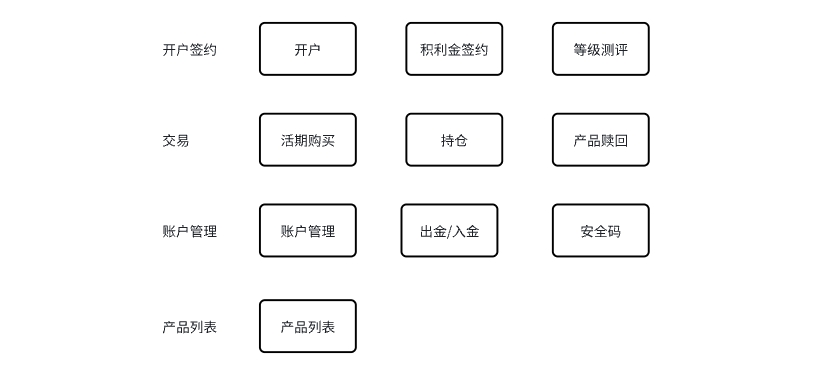 开户签约 开户 积利金签约 等级测评
交易 活期购买 持仓 产品赎回
账户管理 账户管理 出金/入金 安全码
产品列表 产品列表